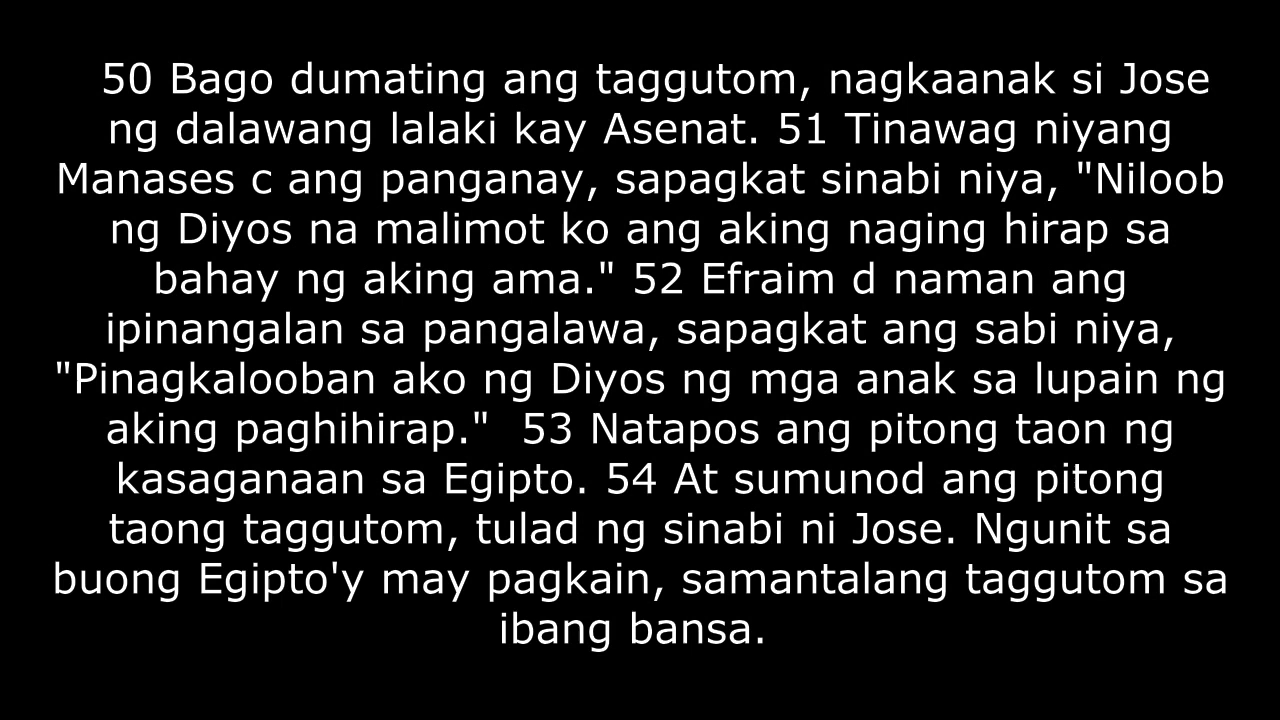 50 Bago dumating ang taggutom, nagkaanak si Jose
ng dalawang lalaki kay Asenat. 51 Tinawag niyang
Manases c ang panganay, sapagkat sinabi niya, "Niloob
ng Diyos na malimot ko ang aking naging hirap sa
bahay ng aking ama." 52 Efraim d naman ang
ipinangalan sa pangalawa, sapagkat ang sabi niya,
"Pinagkalooban ako ng Diyos ng mga anak sa lupain ng
aking paghihirap."  53 Natapos ang pitong taon ng
kasaganaan sa Egipto. 54 At sumunod ang pitong
taong taggutom, tulad ng sinabi ni Jose. Ngunit sa
buong Egipto'y may pagkain, samantalang taggutom sa
ibang bansa.